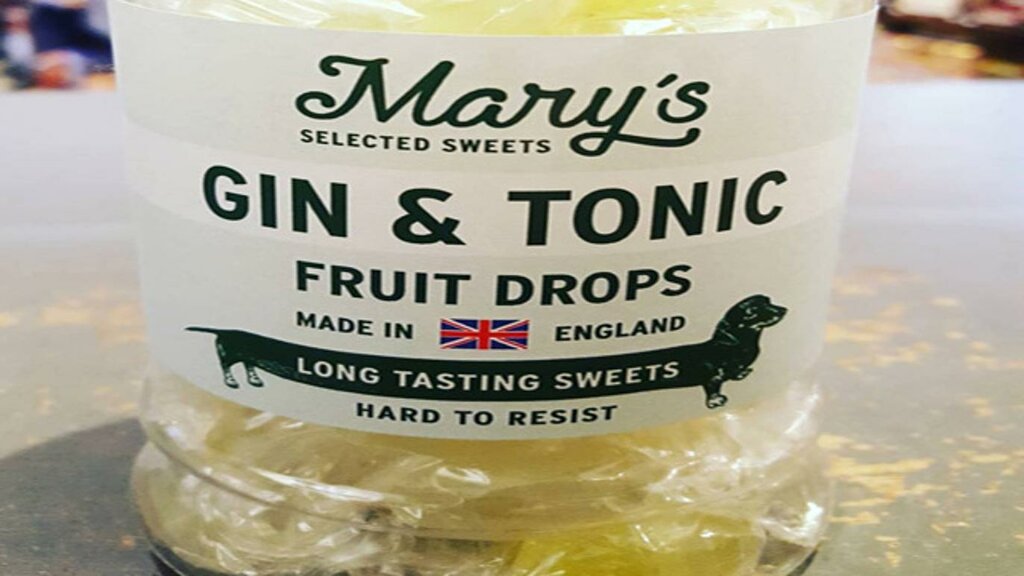 Mary's
SELECTED SWEETS
GIN & TONIC
FRUIT DROPS
MADE IN ENGLAND
LONG TASTING SWEETS
HARD TO RESIST